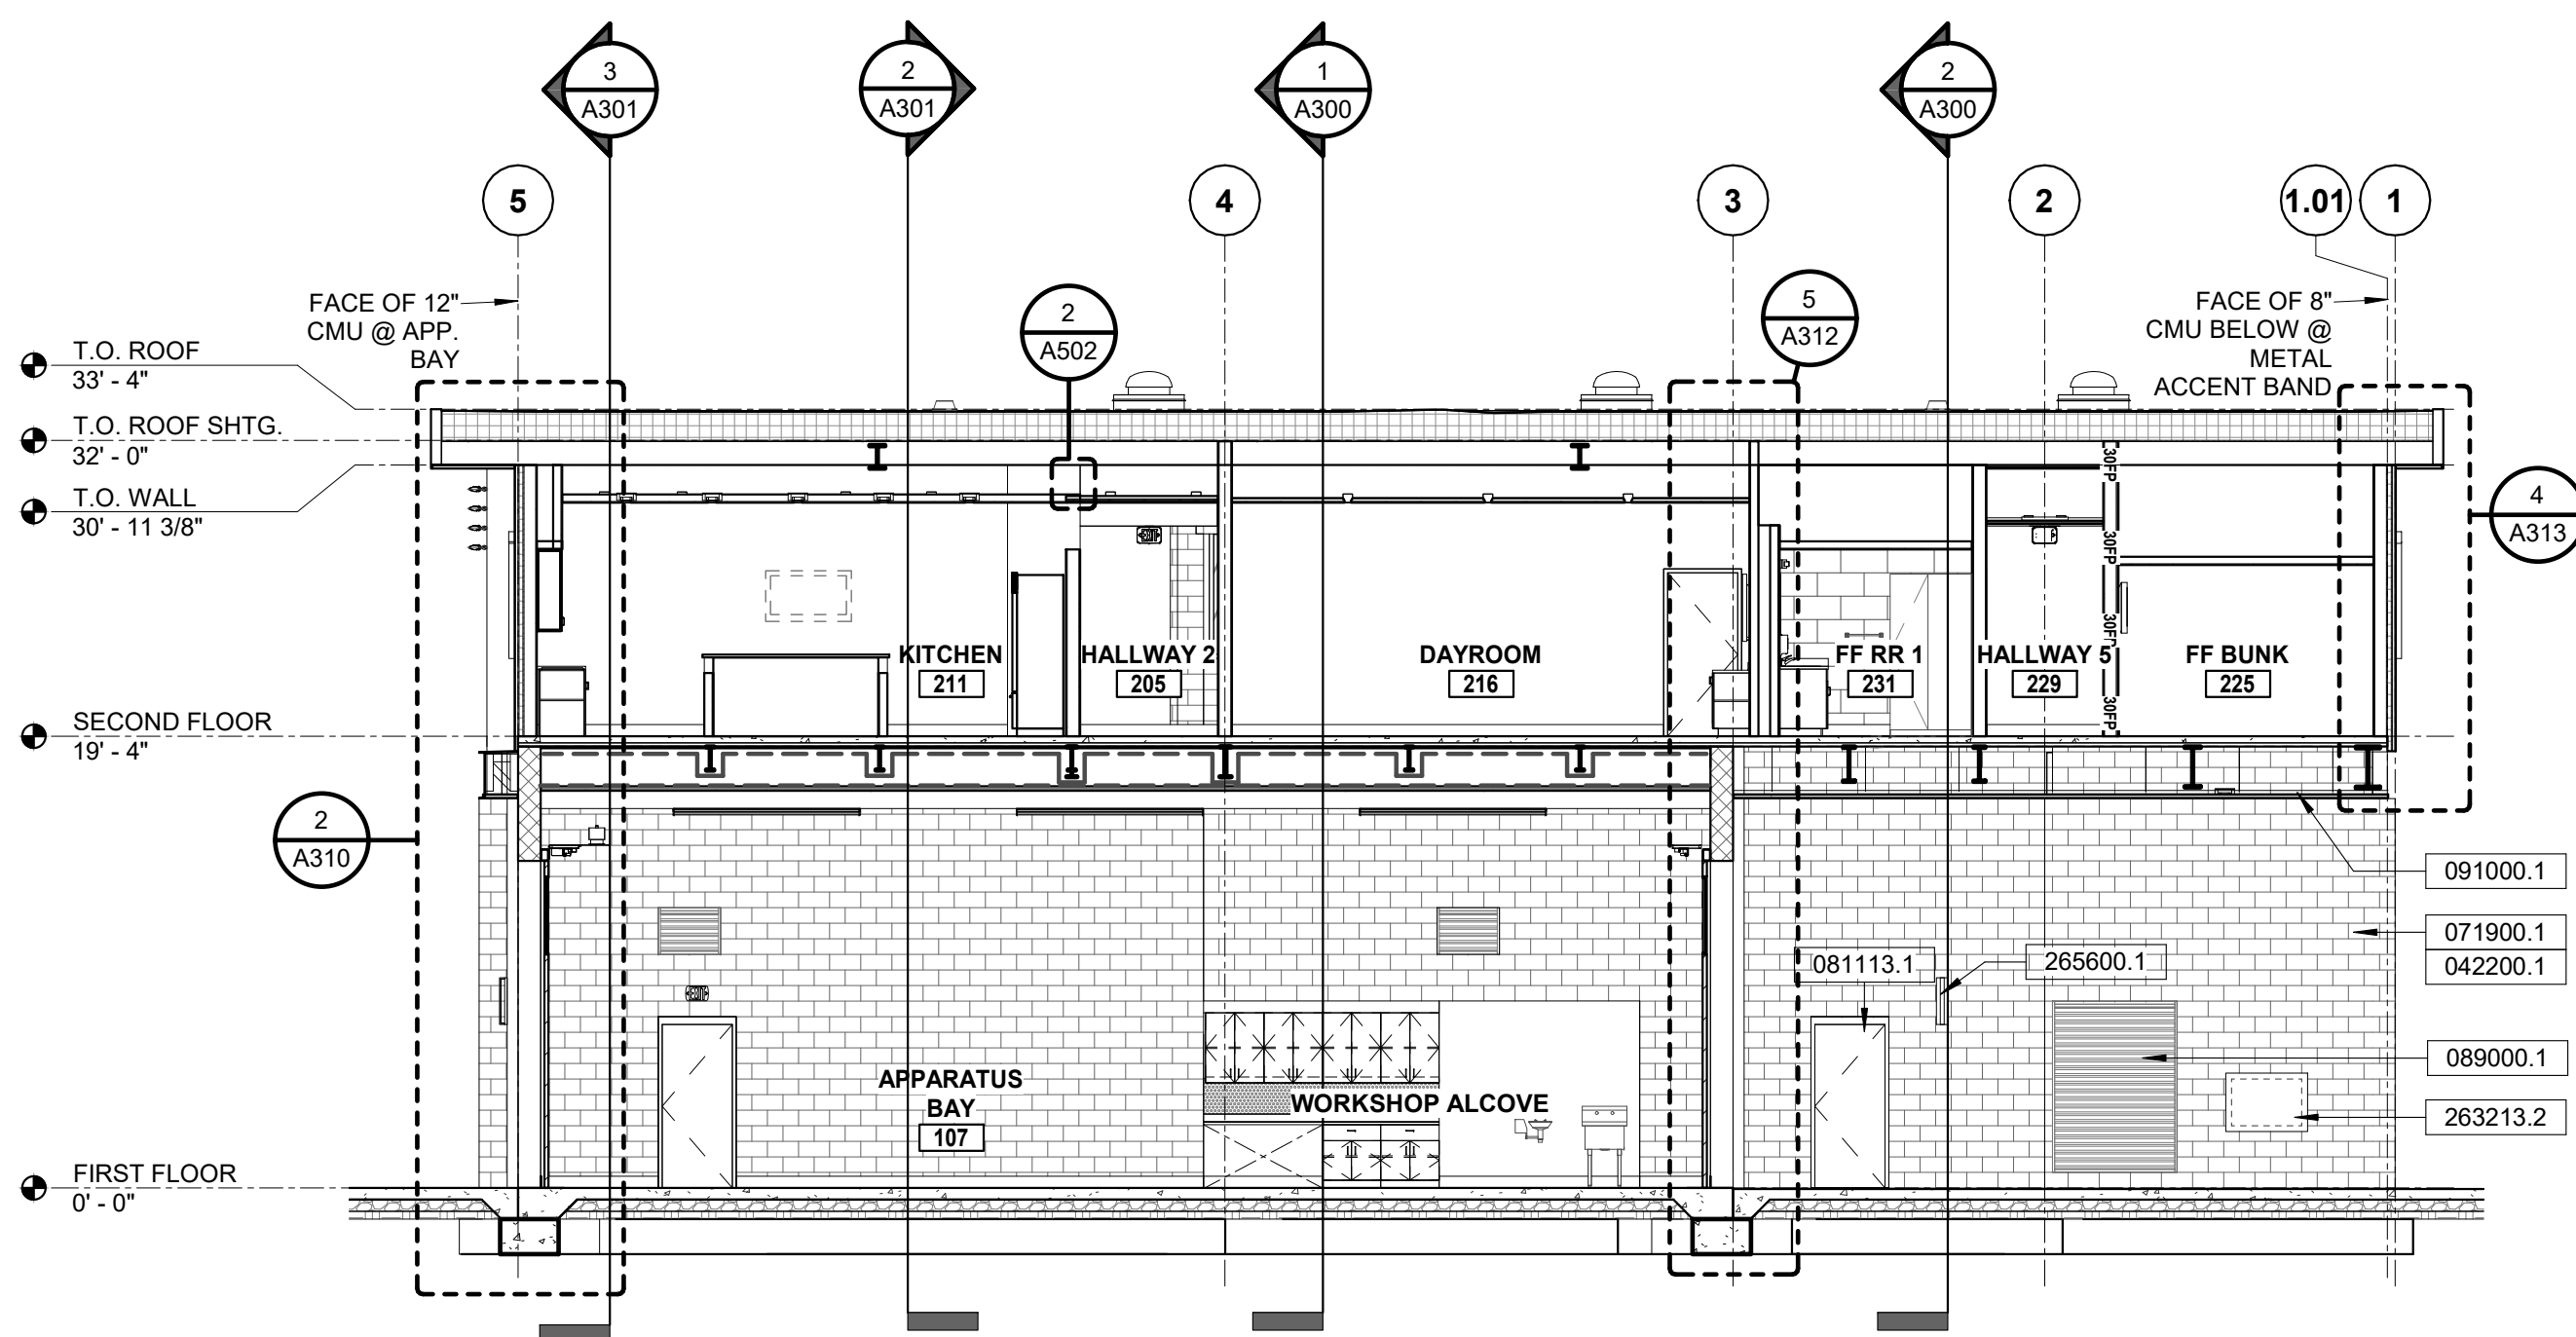 3
A301
2
A301
1
A300
2
A300
5
4
3
2
1.01
1
FACE OF 12"
CMU @ APP.
BAY
2
A502
5
A312
FACE OF 8"
CMU BELOW @
METAL
ACCENT BAND
T.O. ROOF
33' - 4"
T.O. ROOF SHTG.
32' - 0"
T.O. WALL
30' - 11 3/8"
4
A313
30FP
30FP
30FP
30FP
KITCHEN
211
HALLWAY 2
205
DAYROOM
216
FF RR 1
231
HALLWAY 5
229
FF BUNK
225
SECOND FLOOR
19' - 4"
2
A310
091000.1
071900.1
042200.1
081113.1
265600.1
089000.1
263213.2
APPARATUS
BAY
107
WORKSHOP ALCOVE
FIRST FLOOR
0' - 0"